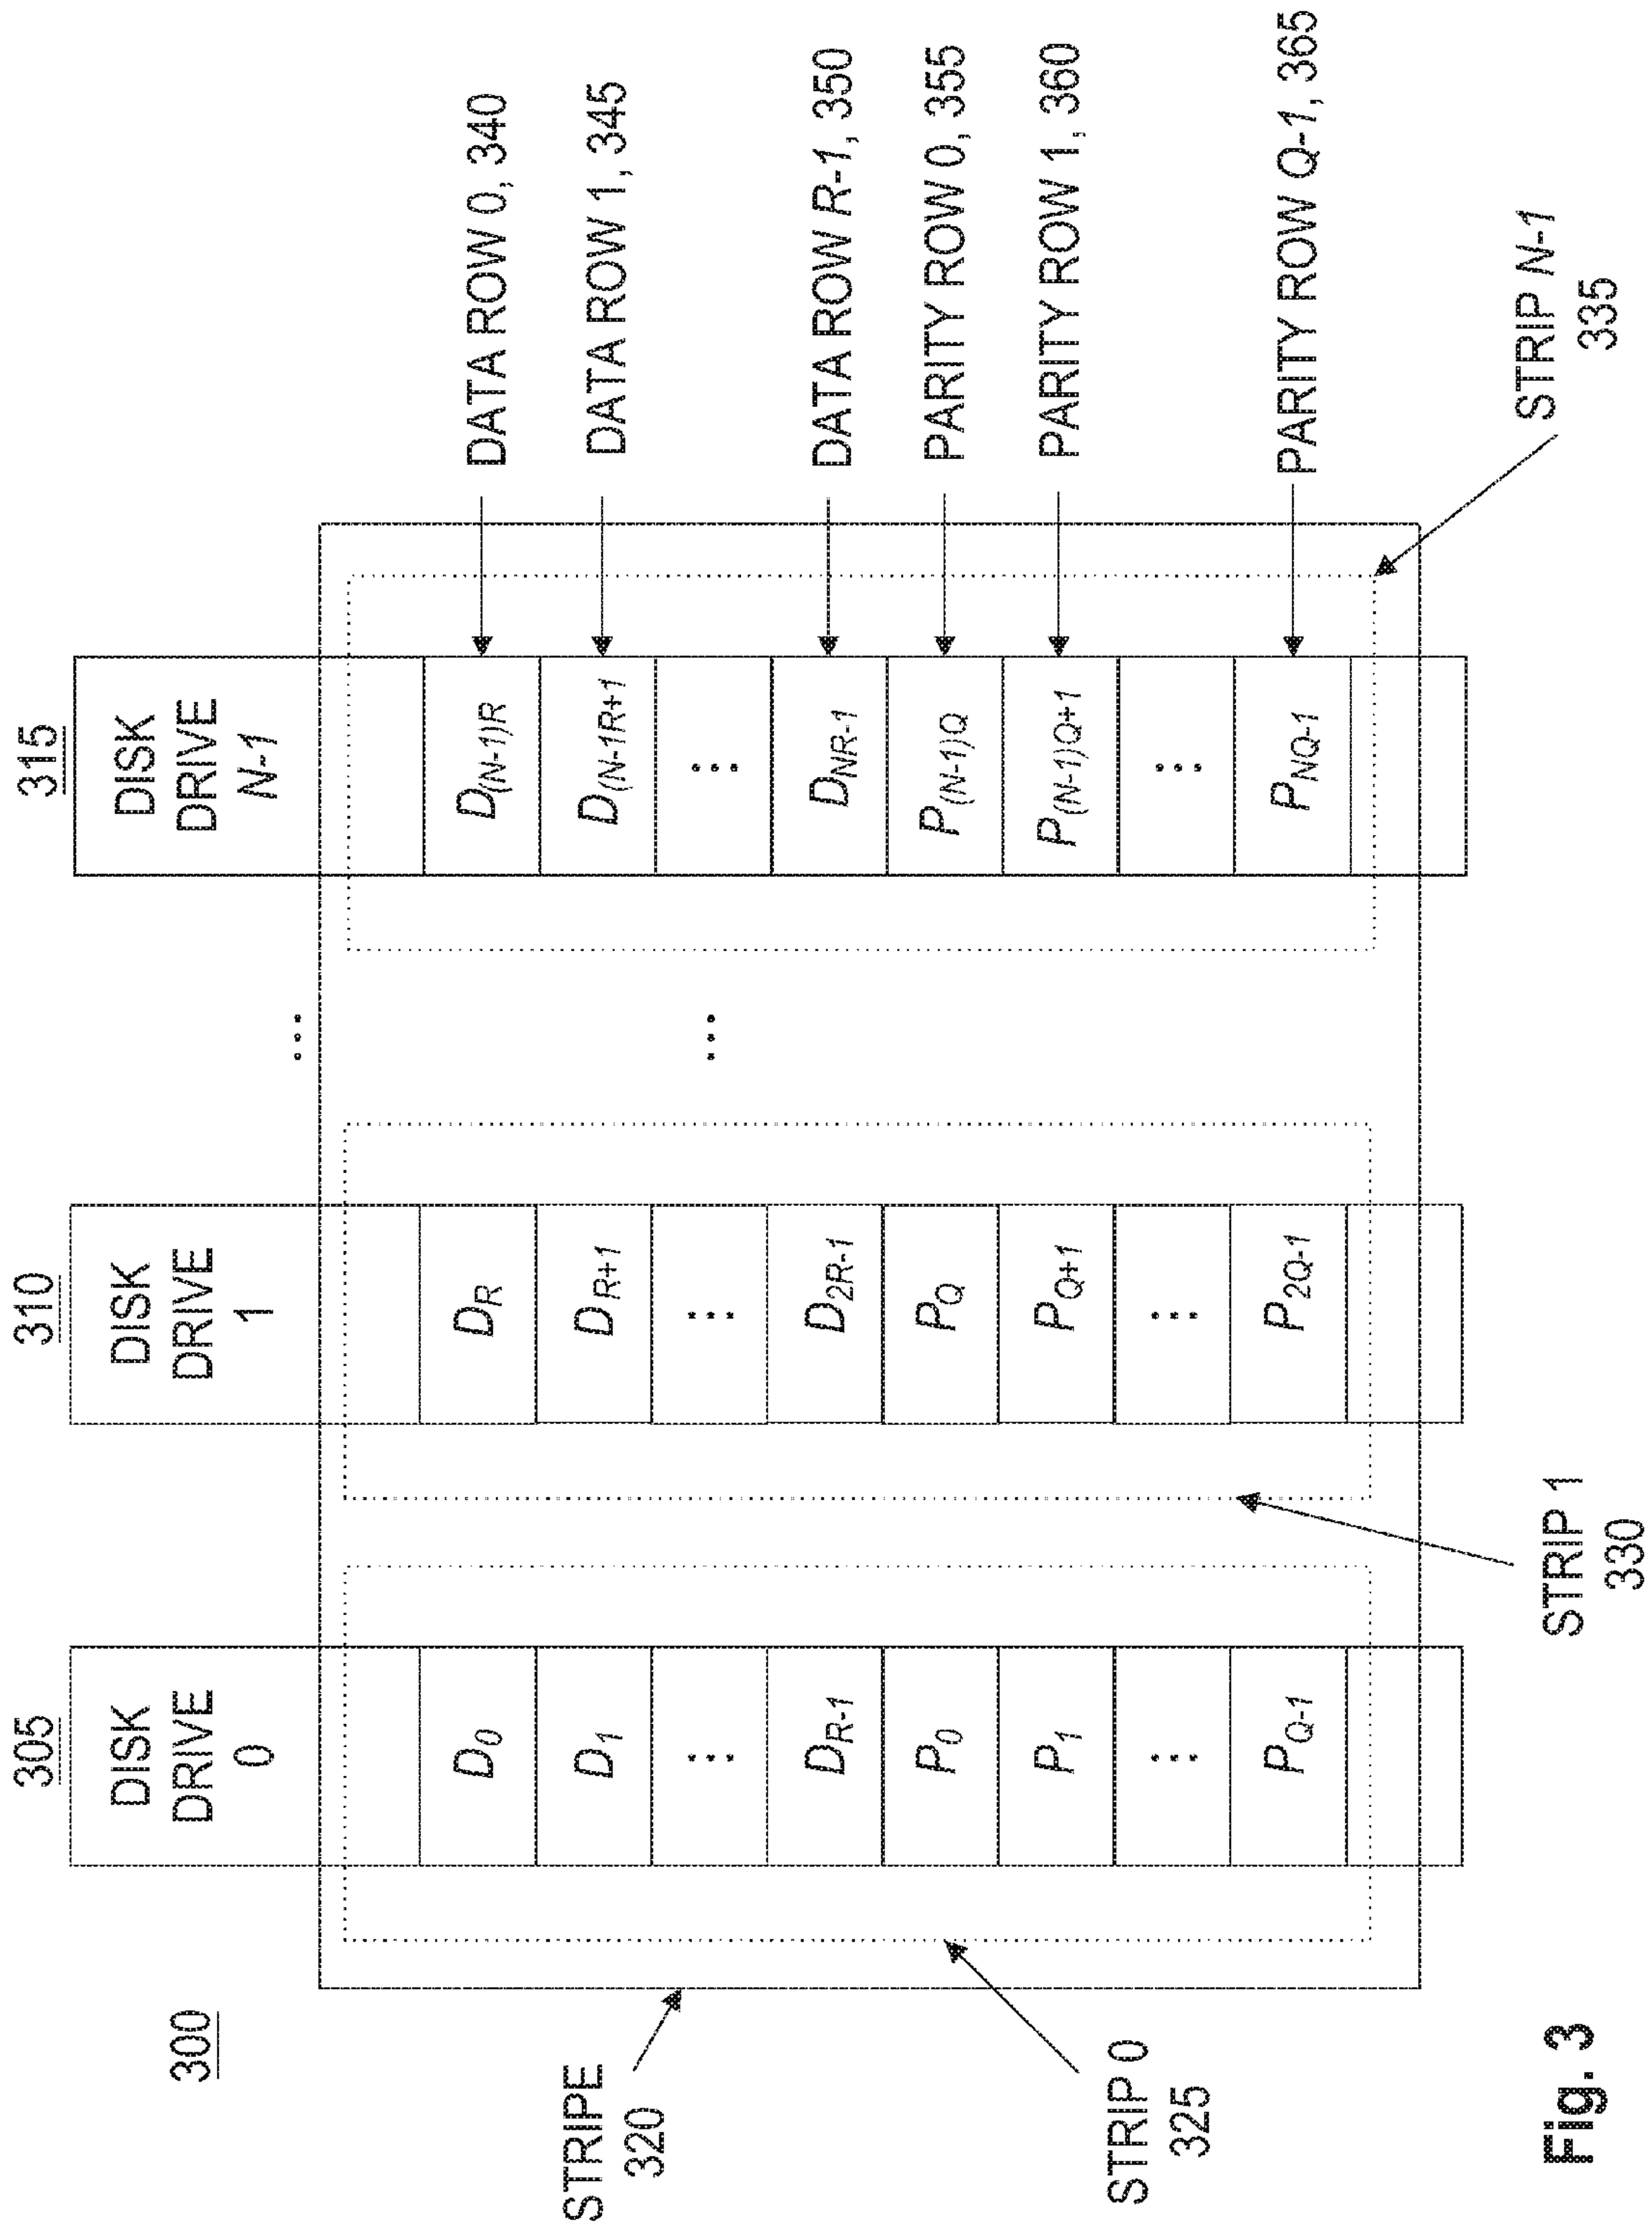 300
305
DISK
DRIVE
0
310
DISK
DRIVE
1
...
315
DISK
DRIVE
N-1
STRIPE
320
D0
DR
D(N-1)R
DATA ROW 0, 340
D1
DR+1
D((N-1R+1
DATA ROW 1, 345
...
...
...
...
DR-1
D2R-1
DNR-1
DATA ROW R-1, 350
P0
PQ
P(N-1)Q
PARITY ROW 0, 355
P1
PQ+1
P(N-1)Q+1
PARITY ROW 1, 360
...
...
...
PQ-1
P2Q-1
PNQ-1
PARITY ROW Q-1, 365
STRIP 0
325
STRIP 1
330
STRIP N-1
335
Fig. 3